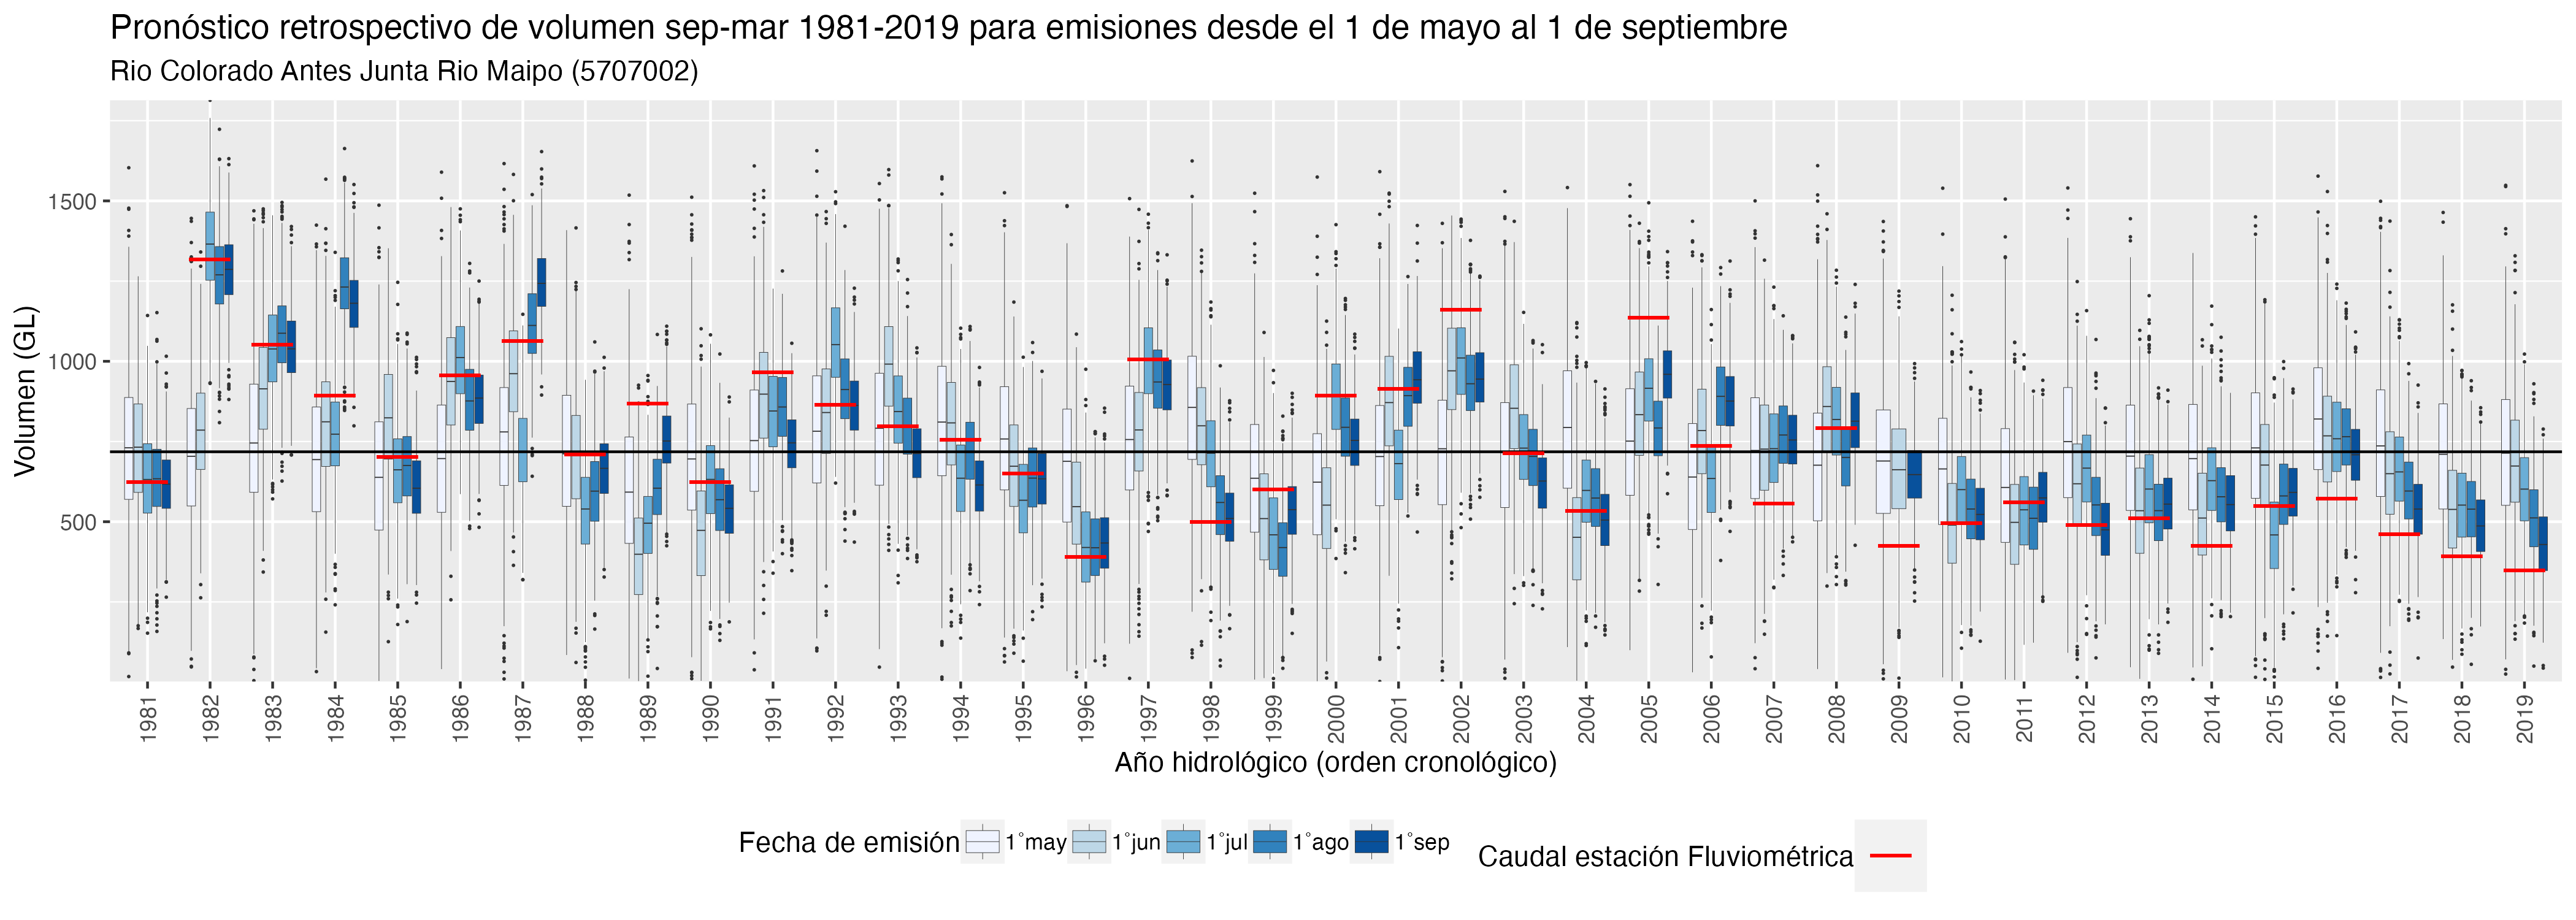 Pronóstico retrospectivo de volumen sep-mar 1981-2019 para emisiones desde el 1 de mayo al 1 de septiembre
Rio Colorado Antes Junta Rio Maipo (5707002)
Volumen (GL)
1500
1000
500
1981 1982 1983 1984 1985 1986 1987 1988 1989 1990 1991 1992 1993 1994 1995 1996 1997 1998 1999 2000 2001 2002 2003 2004 2005 2006 2007 2008 2009 2010 2011 2012 2013 2014 2015 2016 2017 2018 2019
Año hidrológico (orden cronológico)
Fecha de emisión 1°may 1°jun 1°jul 1°ago 1°sep Caudal estación Fluviométrica